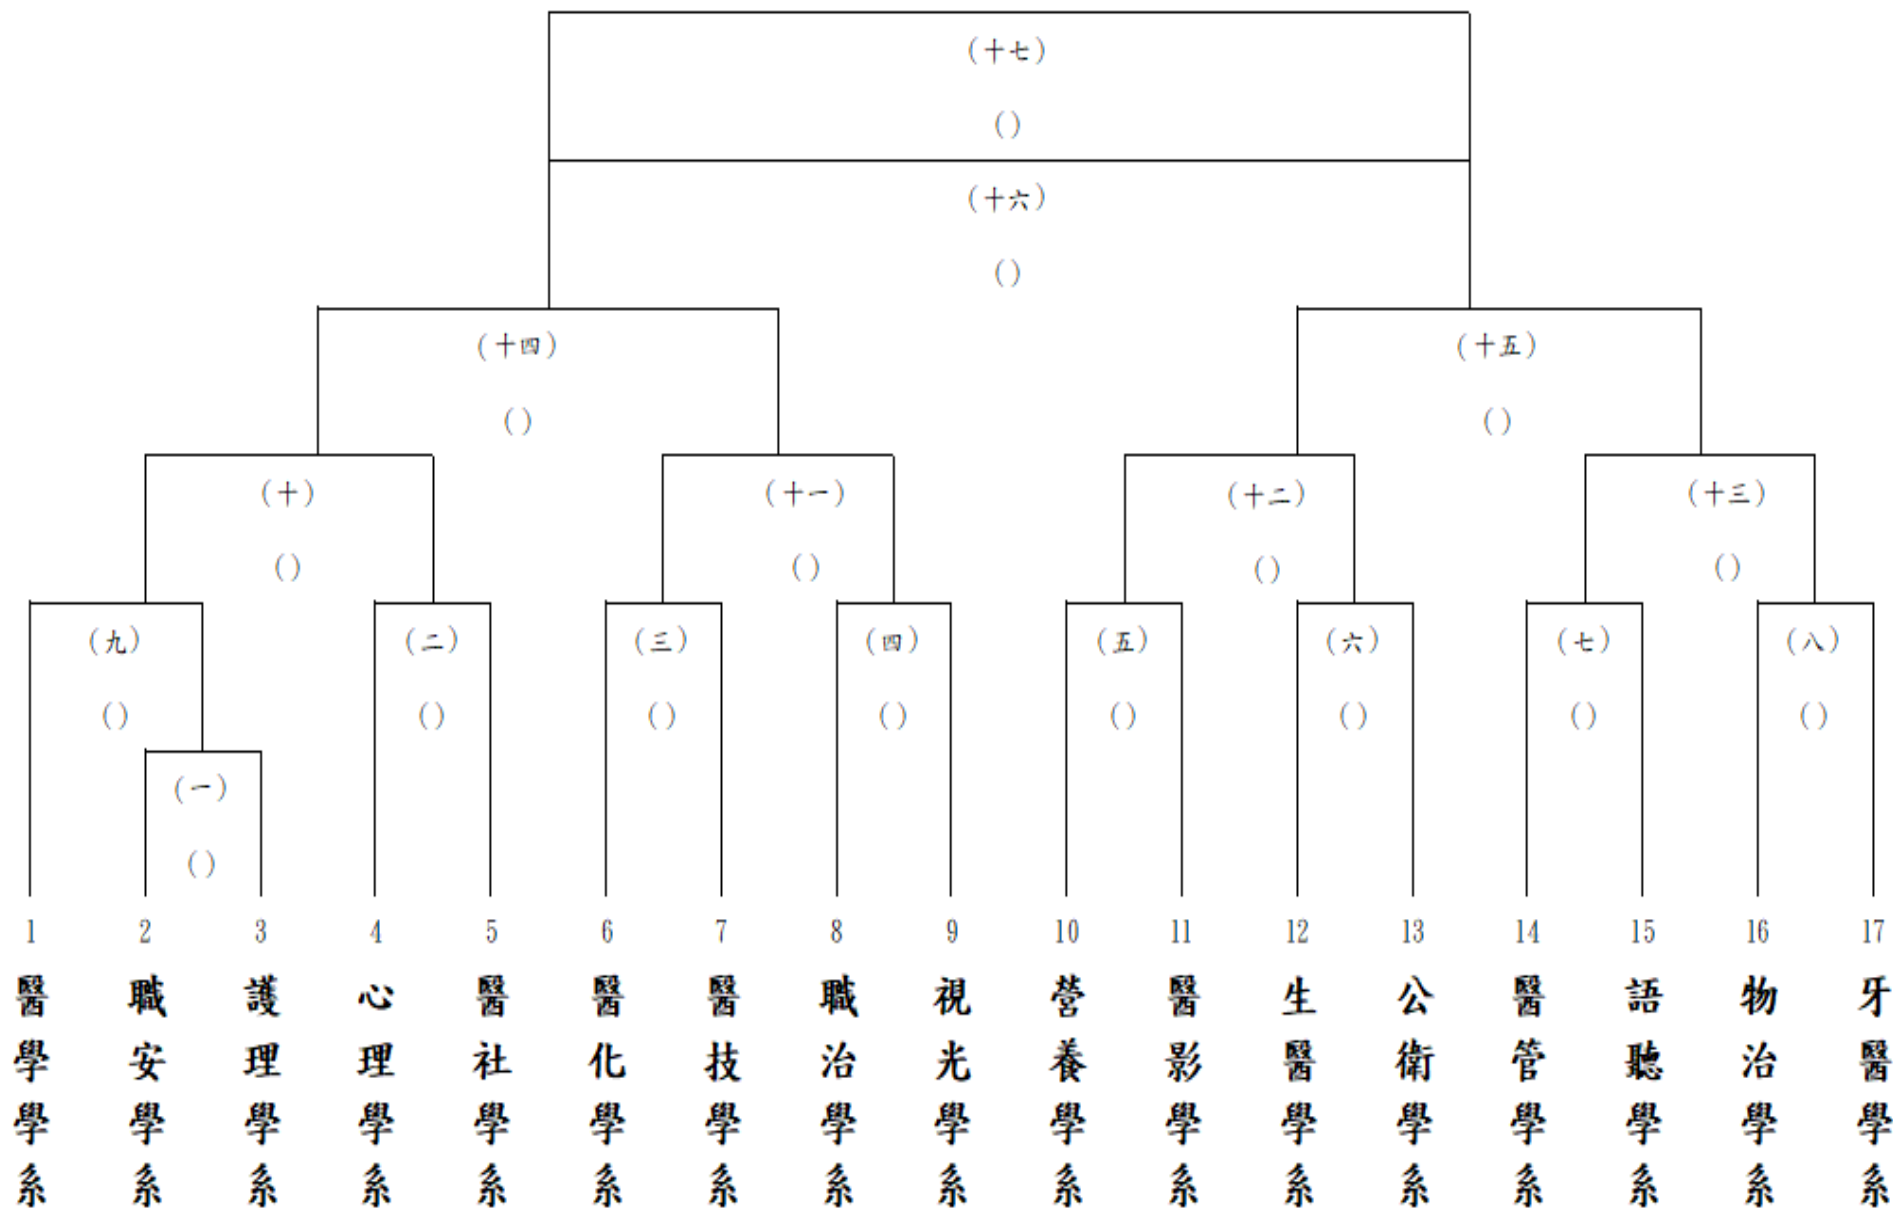 (十七)
()
(十六)
()
(十四)
(十五)
()
()
(十)
(十一)
(十二)
(十三)
()
()
()
()
(九)
(二)
(三)
(四)
(五)
(六)
(七)
(八)
()
()
()
()
()
()
()
()
(一)
()
1 2 3 4 5 6 7 8 9 10 11 12 13 14 15 16 17
醫學學系
職安學系
護理學系
心理學系
醫社學系
醫化學系
醫技學系
職治學系
視光學系
營養學系
醫影學系
生醫學系
公衛學系
醫管學系
語聽學系
物治學系
牙醫學系